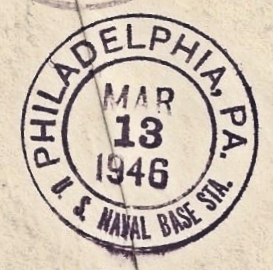 PHILADELPHIA, PA.
MAR
13
1946
U. S. NAVAL BASE STA.